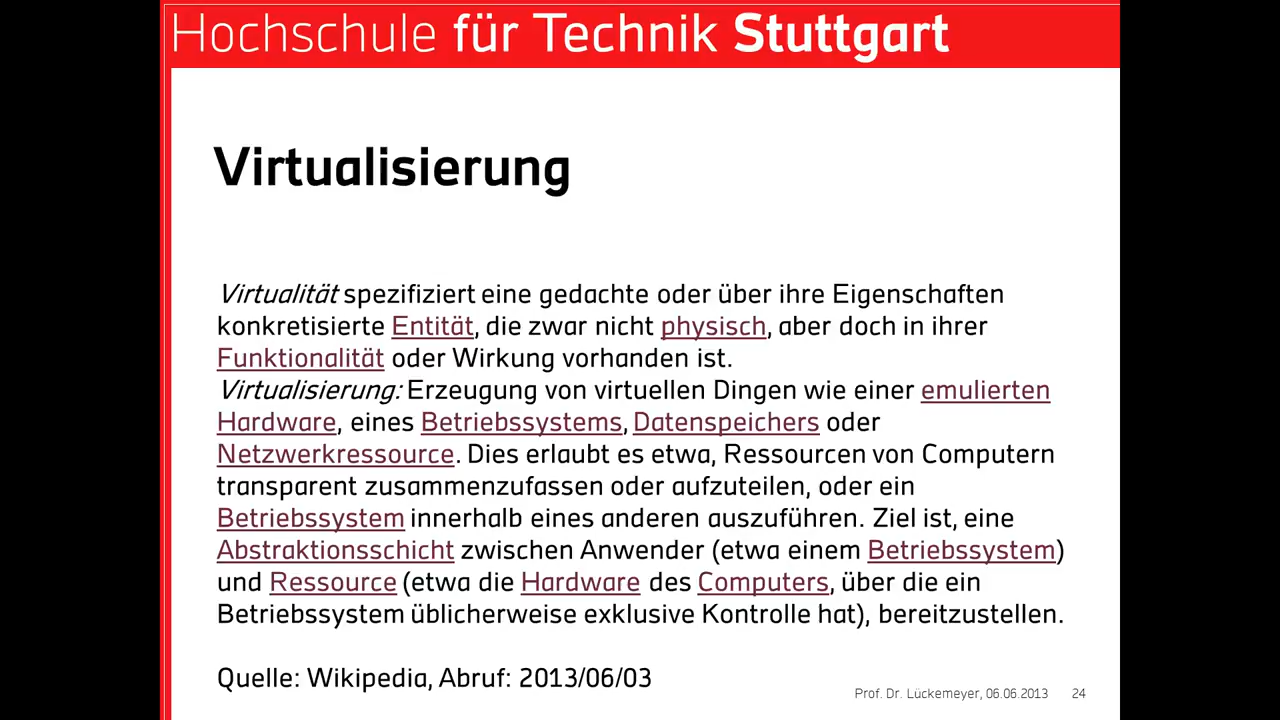 Hochschule für Technik Stuttgart
Virtualisierung
Virtualität spezifiziert eine gedachte oder über ihre Eigenschaften
konkretisierte Entität, die zwar nicht physisch, aber doch in ihrer
Funktionalität oder Wirkung vorhanden ist.
Virtualisierung: Erzeugung von virtuellen Dingen wie einer emulierten
Hardware, eines Betriebssystems, Datenspeichers oder
Netzwerkressource. Dies erlaubt es etwa, Ressourcen von Computern
transparent zusammenzufassen oder aufzuteilen, oder ein
Betriebssystem innerhalb eines anderen auszuführen. Ziel ist, eine
Abstraktionsschicht zwischen Anwender (etwa einem Betriebssystem)
und Ressource (etwa die Hardware des Computers, über die ein
Betriebssystem üblicherweise exklusive Kontrolle hat), bereitzustellen.
Quelle: Wikipedia, Abruf: 2013/06/03
Prof. Dr. Lückemeyer, 06.06.2013 24